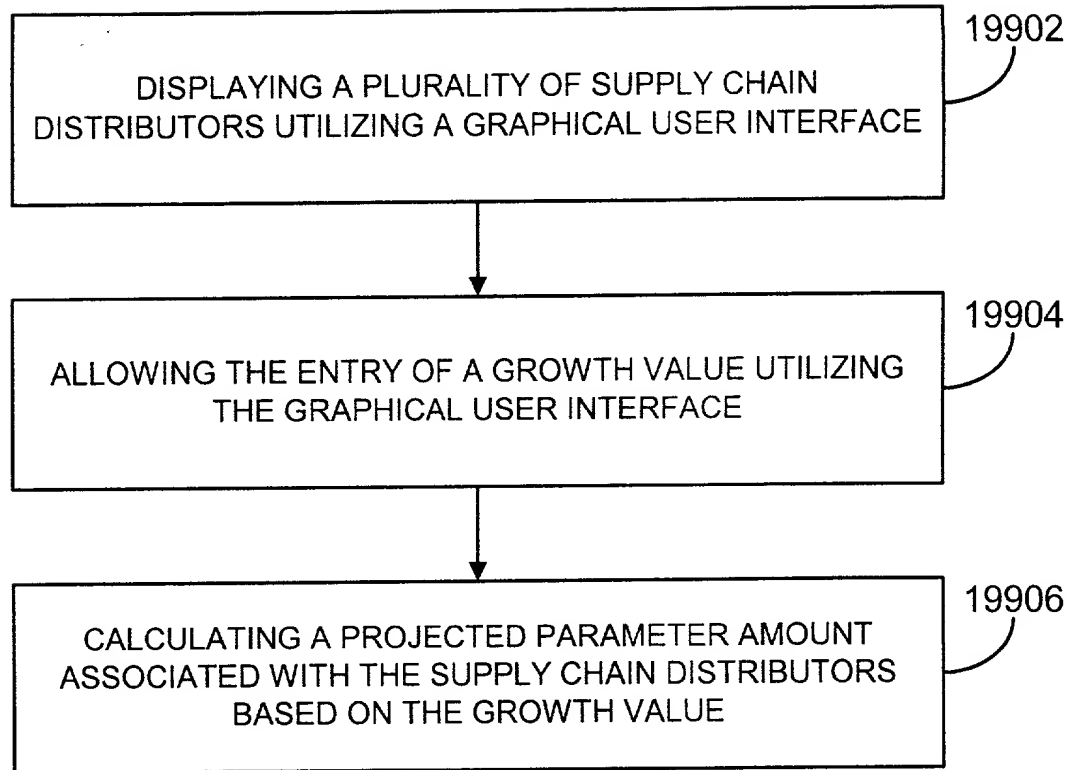 19902
DISPLAYING A PLURALITY OF SUPPLY CHAIN
DISTRIBUTORS UTILIZING A GRAPHICAL USER INTERFACE
19904
ALLOWING THE ENTRY OF A GROWTH VALUE UTILIZING
THE GRAPHICAL USER INTERFACE
19906
CALCULATING A PROJECTED PARAMETER AMOUNT
ASSOCIATED WITH THE SUPPLY CHAIN DISTRIBUTORS
BASED ON THE GROWTH VALUE